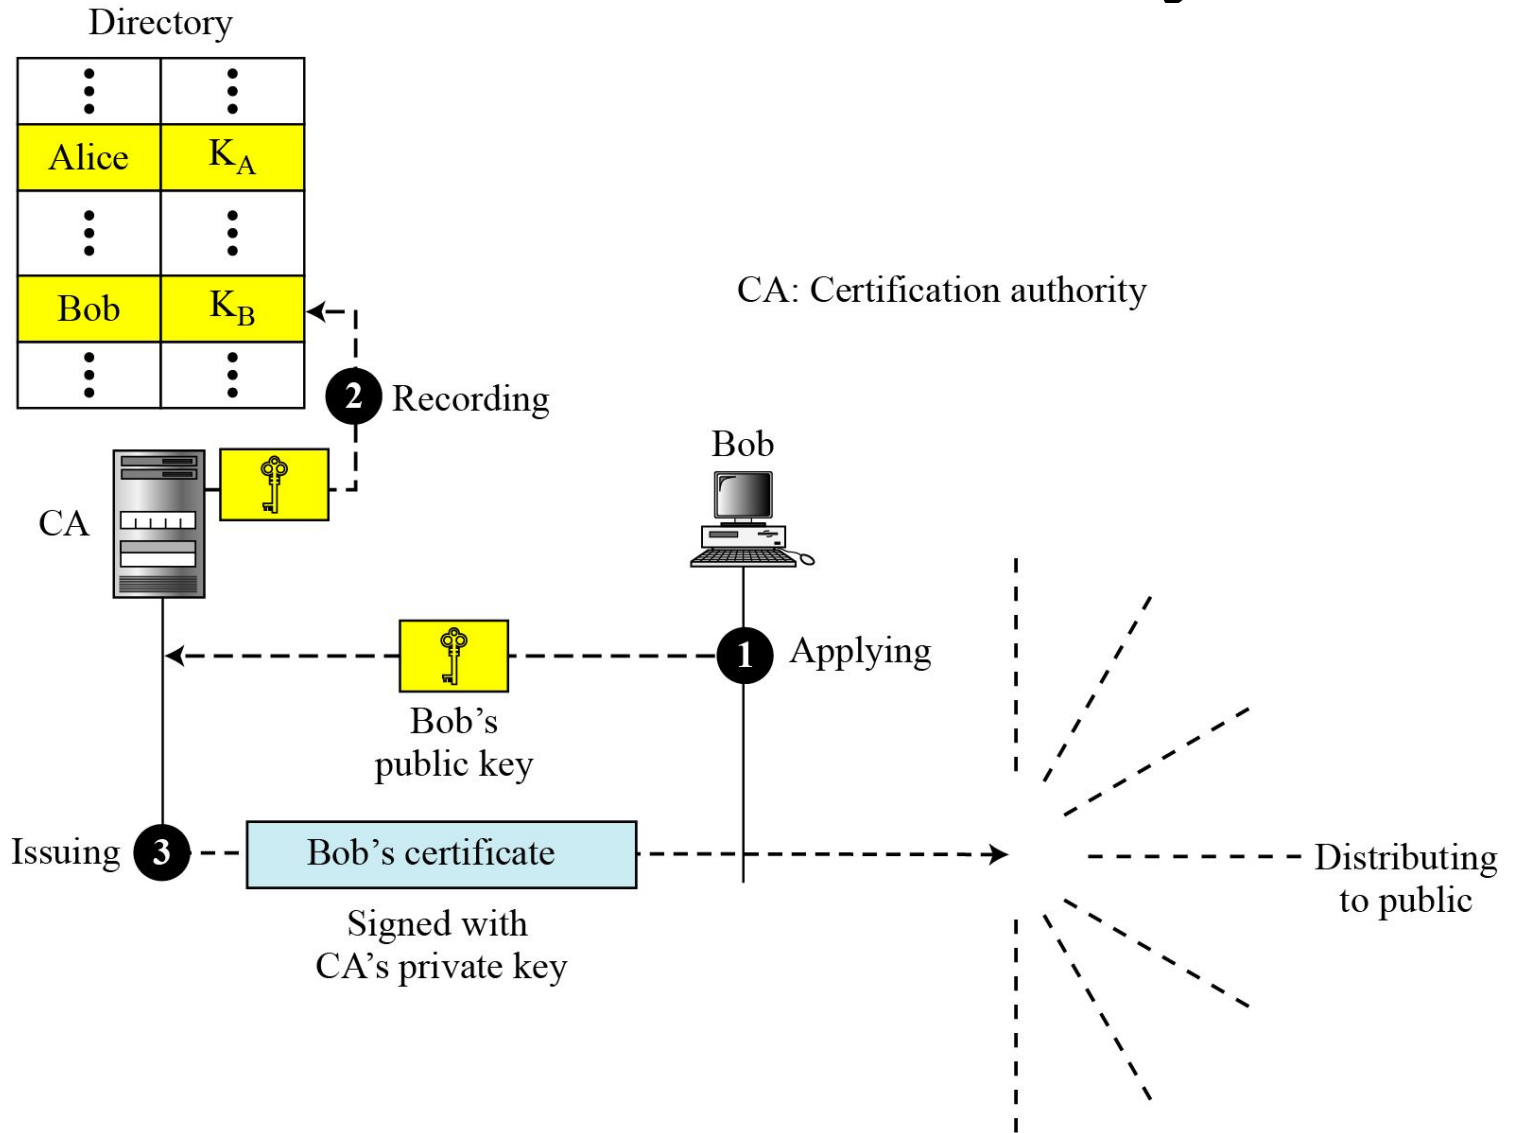 Directory
Alice K_A
Bob K_B
CA: Certification authority
2 Recording
Bob
CA
1 Applying
Bob’s
public key
Issuing 3 Bob’s certificate
Distributing
to public
Signed with
CA’s private key